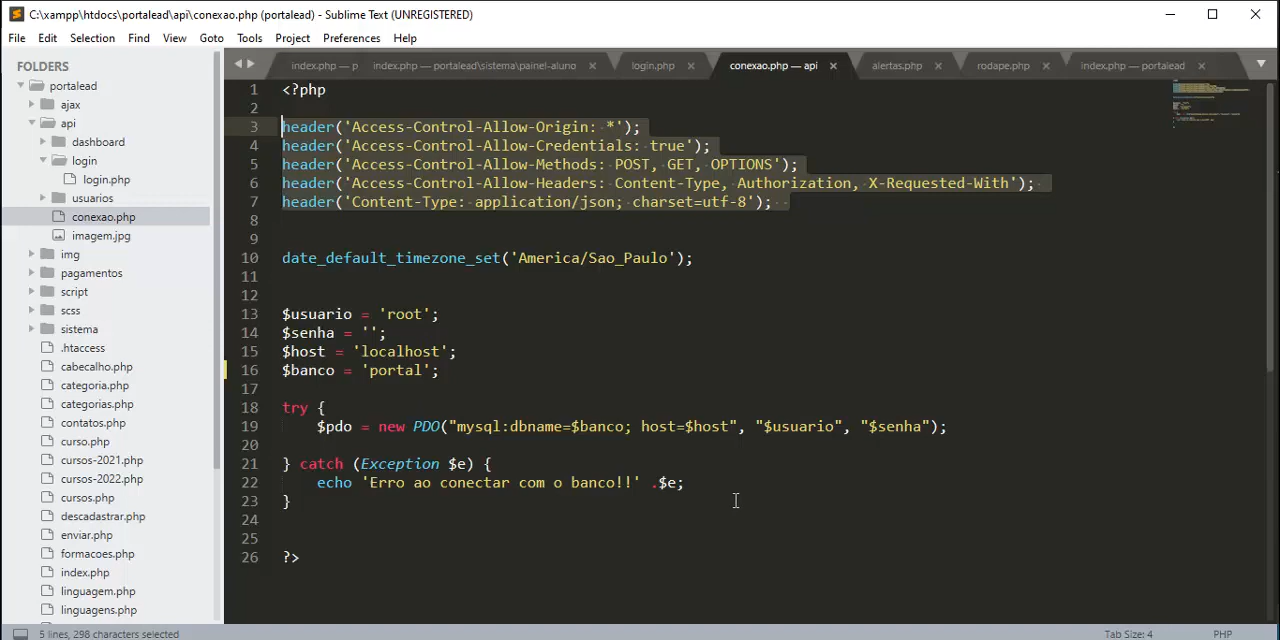 C:\xampp\htdocs\portalead\api\conexao.php (portalead) - Sublime Text (UNREGISTERED)
File Edit Selection Find View Goto Tools Project Preferences Help
FOLDERS
portalead
ajax
api
dashboard
login
login.php
usuarios
conexao.php
imagem.jpg
img
pagamentos
script
scss
sistema
.htaccess
cabecalho.php
categoria.php
categorias.php
contatos.php
curso.php
cursos-2021.php
cursos-2022.php
cursos.php
descadastrar.php
enviar.php
formacoes.php
index.php
linguagem.php
linguagens.php
index.php — p index.php — portalead\sistema\painel-aluno login.php conexao.php — api alertas.php rodape.php index.php — portalead
1 <?php
2
3 header('Access-Control-Allow-Origin: *');
4 header('Access-Control-Allow-Credentials: true');
5 header('Access-Control-Allow-Methods: POST, GET, OPTIONS');
6 header('Access-Control-Allow-Headers: Content-Type, Authorization, X-Requested-With');
7 header('Content-Type: application/json; charset=utf-8');
8
9
10 date_default_timezone_set('America/Sao_Paulo');
11
12
13 $usuario = 'root';
14 $senha = '';
15 $host = 'localhost';
16 $banco = 'portal';
17
18 try {
19 $pdo = new PDO("mysql:dbname=$banco; host=$host", "$usuario", "$senha");
20
21 } catch (Exception $e) {
22 echo 'Erro ao conectar com o banco!!' .$e;
23 }
24
25
26 ?>
5 lines, 298 characters selected
Tab Size: 4
PHP